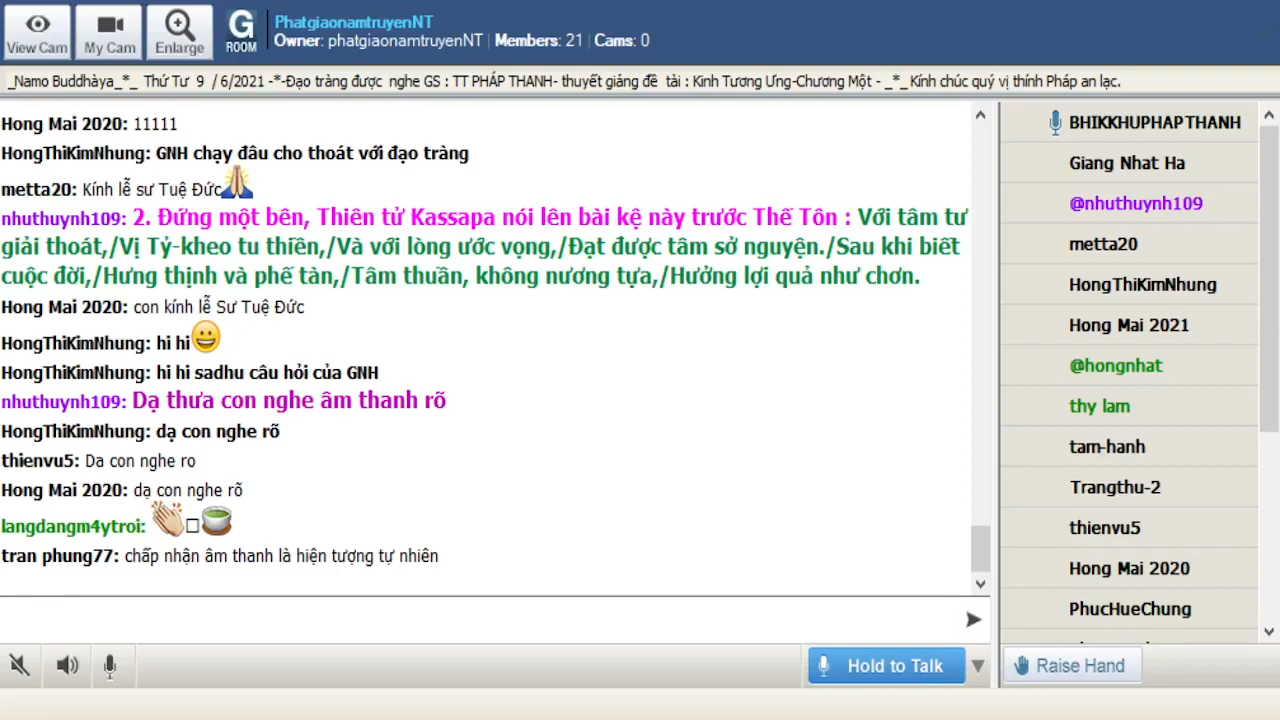 View Cam
My Cam
Enlarge
G
ROOM
PhatgiaonamtruyenNT
Owner: phatgiaonamtruyenNT | Members: 21 | Cams: 0
_Namo Buddhàya_*_ Thứ Tư 9 / 6/2021 -*-Đạo tràng được nghe GS : TT PHÁP THANH- thuyết giảng đề tài : Kinh Tương Ưng-Chương Một - _*_Kính chúc quý vị thính Pháp an lạc.
Hong Mai 2020: 11111
HongThiKimNhung: GNH chạy đâu cho thoát với đạo tràng
metta20: Kính lễ sư Tuệ Đức
nhuthuynh109: 2. Đứng một bên, Thiên tử Kassapa nói lên bài kệ này trước Thế Tôn : Với tâm tư
giải thoát,/Vị Tỷ-kheo tu thiền,/Và với lòng ước vọng,/Đạt được tâm sở nguyện./Sau khi biết
cuộc đời,/Hưng thịnh và phế tàn,/Tâm thuần, không nương tựa,/Hưởng lợi quả như chơn.
Hong Mai 2020: con kính lễ Sư Tuệ Đức
HongThiKimNhung: hi hi
HongThiKimNhung: hi hi sadhu câu hỏi của GNH
nhuthuynh109: Dạ thưa con nghe âm thanh rõ
HongThiKimNhung: dạ con nghe rõ
thienvu5: Da con nghe ro
Hong Mai 2020: dạ con nghe rõ
langdangm4ytroi:
tran phung77: chấp nhận âm thanh là hiện tượng tự nhiên
Hold to Talk
BHIKKHUPHAPTHANH
Giang Nhat Ha
@nhuthuynh109
metta20
HongThiKimNhung
Hong Mai 2021
@hongnhat
thy lam
tam-hanh
Trangthu-2
thienvu5
Hong Mai 2020
PhucHueChung
Raise Hand